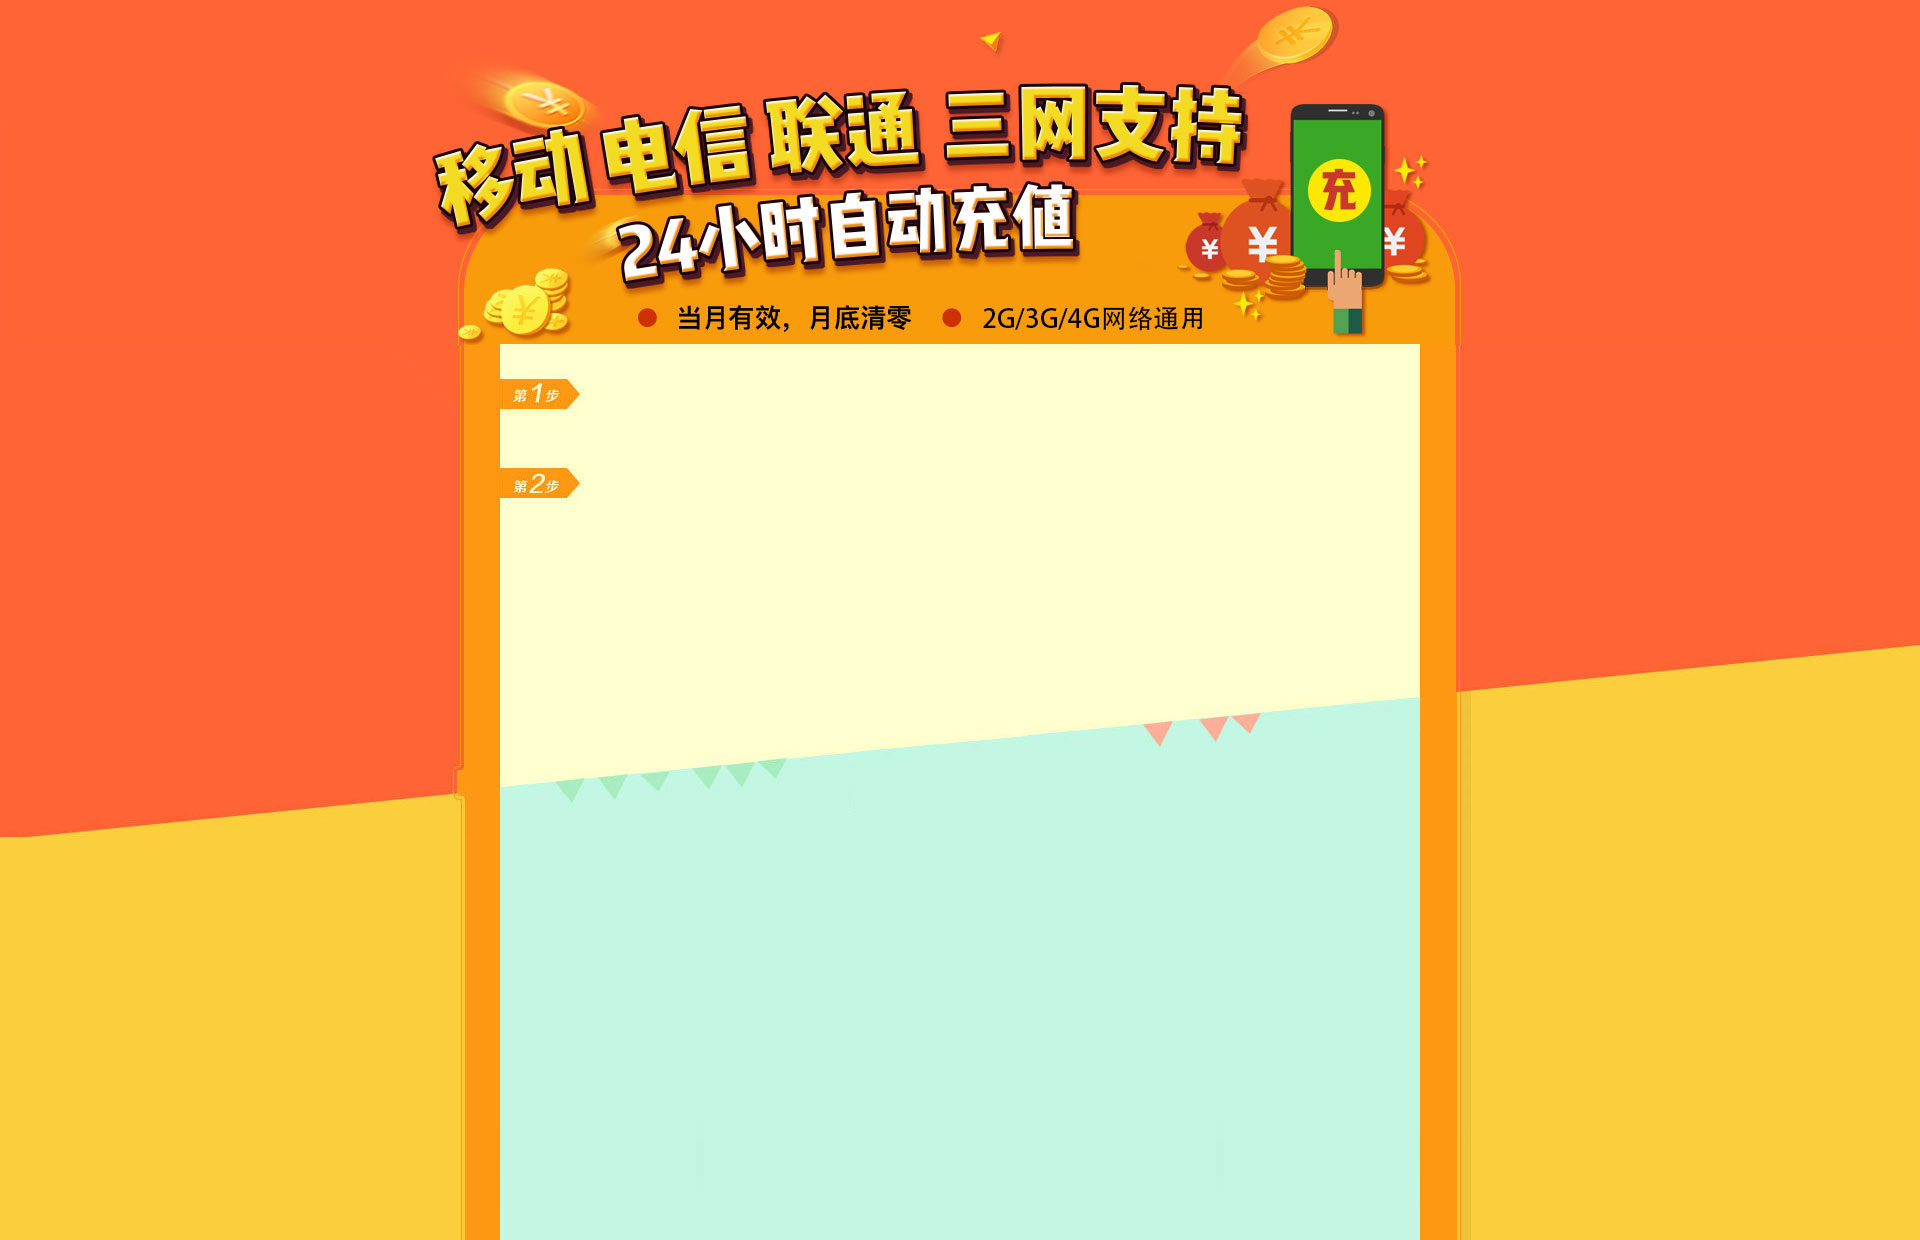 移动 电信 联通 三网支持
24小时自动充值
充
¥ ¥ ¥
当月有效，月底清零 2G/3G/4G网络通用
第1步
第2步